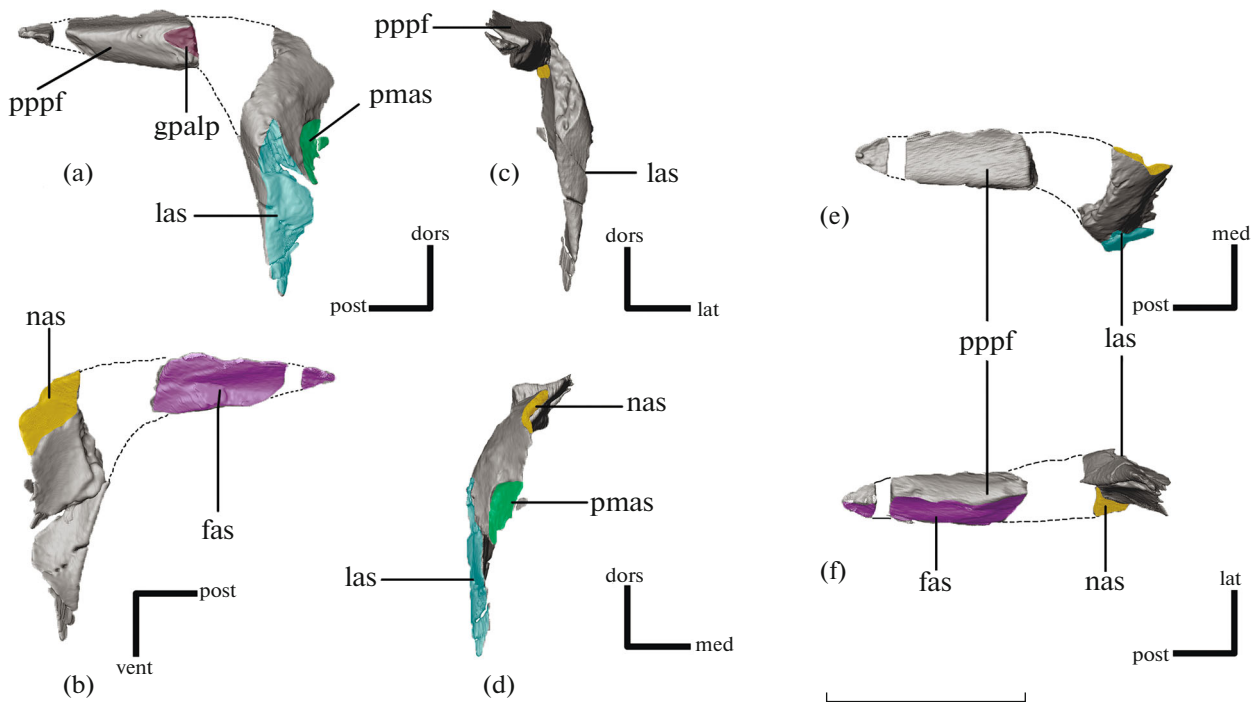 pppf
gpalp
pmas
(a)
las
dors
post
pppf
(c)
las
dors
lat
nas
fas
post
vent
(b)
nas
pmas
las
dors
med
(d)
(e)
med
post
pppf
las
(f)
fas
nas
lat
post